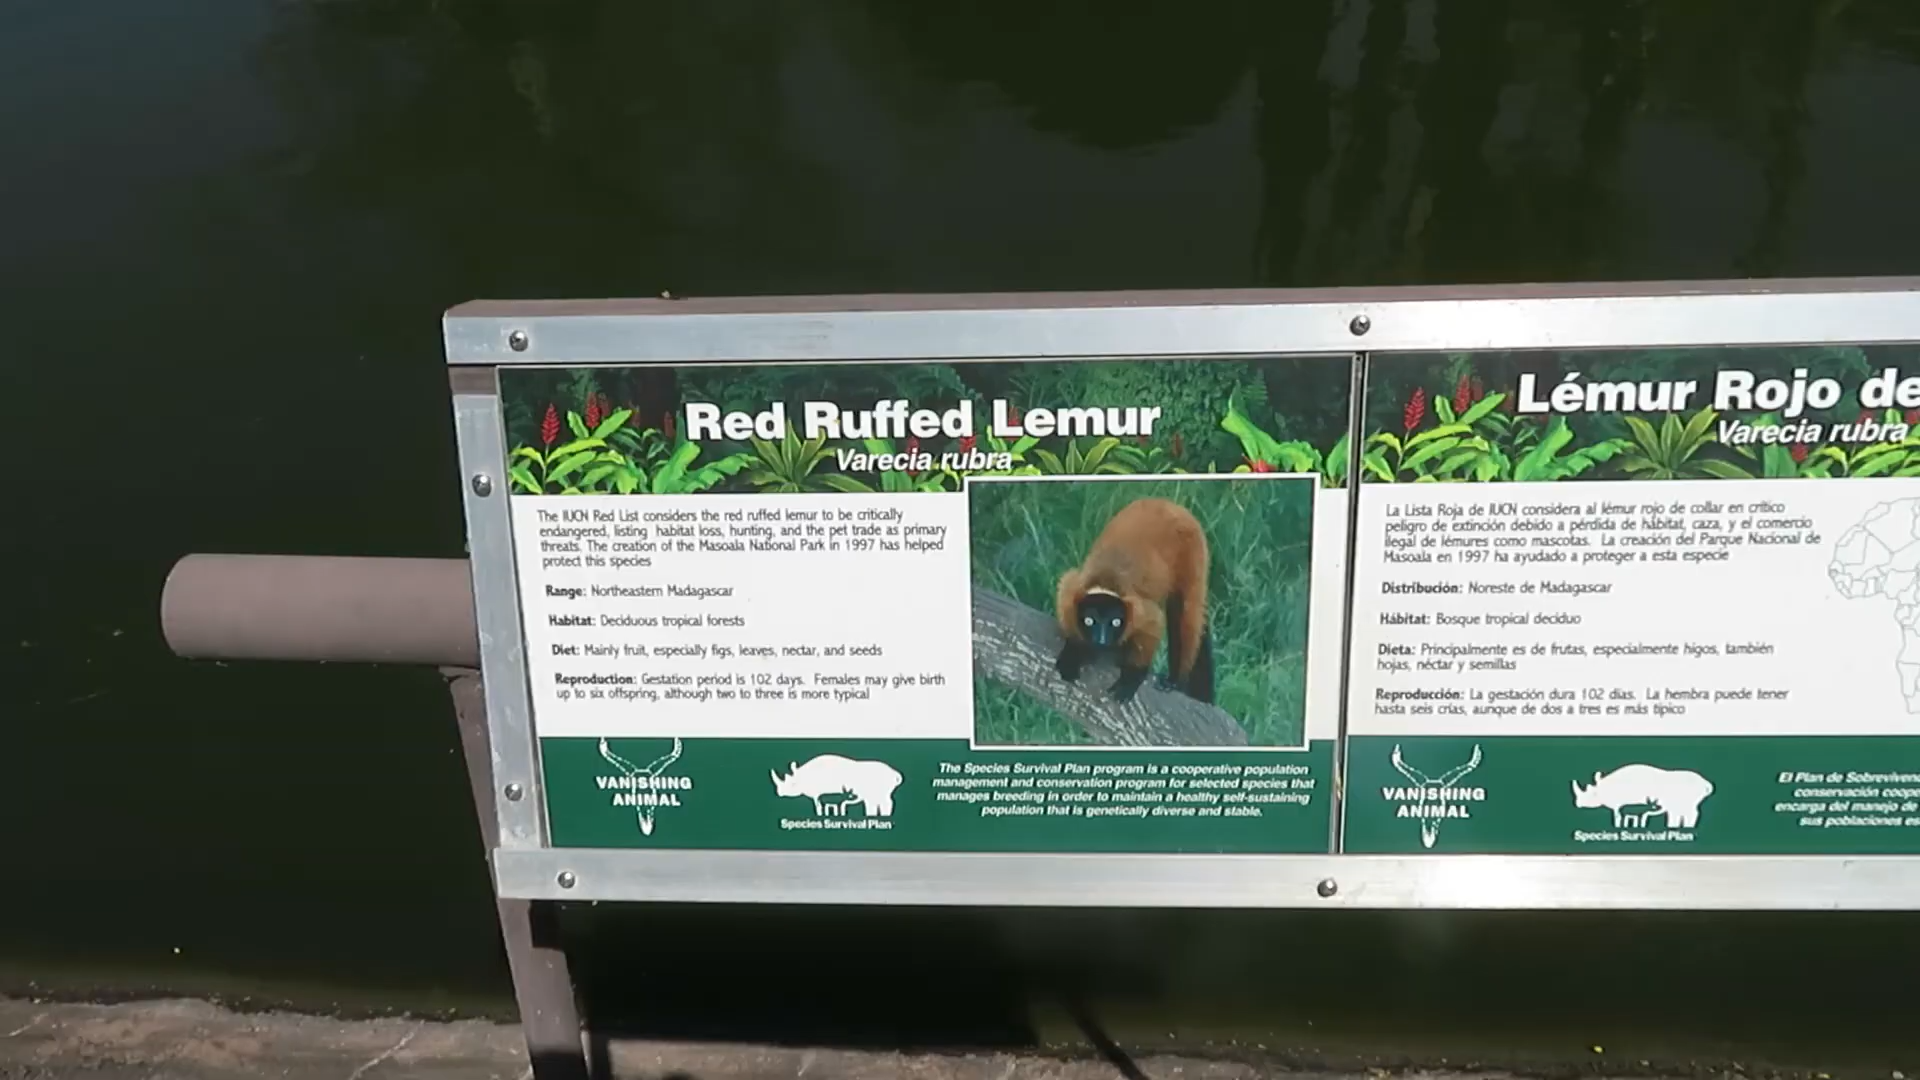 Red Ruffed Lemur
Varecia rubra
The IUCN Red List considers the red ruffed lemur to be critically
endangered, listing habitat loss, hunting, and the pet trade as primary
threats. The creation of the Masoala National Park in 1997 has helped
protect this species
Range: Northeastern Madagascar
Habitat: Deciduous tropical forests
Diet: Mainly fruit, especially figs, leaves, nectar, and seeds
Reproduction: Gestation period is 102 days. Females may give birth
up to six offspring, although two to three is more typical
VANISHING
ANIMAL
Species Survival Plan
The Species Survival Plan program is a cooperative population
management and conservation program for selected species that
manages breeding in order to maintain a healthy self-sustaining
population that is genetically diverse and stable.
Lémur Rojo de
Varecia rubra
La Lista Roja de IUCN considera al lémur rojo de collar en crítico
peligro de extinción debido a pérdida de hábitat, caza, y el comercio
ilegal de lémures como mascotas. La creación del Parque Nacional de
Masoala en 1997 ha ayudado a proteger a esta especie
Distribución: Noreste de Madagascar
Hábitat: Bosque tropical deciduo
Dieta: Principalmente es de frutas, especialmente higos, también
hojas, néctar y semillas
Reproducción: La gestación dura 102 días. La hembra puede tener
hasta seis crías, aunque de dos a tres es más típico
VANISHING
ANIMAL
Species Survival Plan
El Plan de
conservación
encarga del manejo de
sus poblaciones